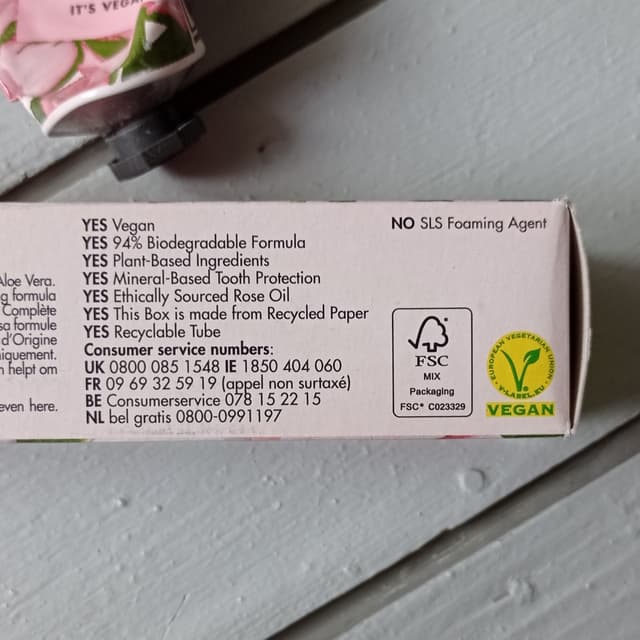 IT'S VEGAN
YES Vegan
YES 94% Biodegradable Formula
YES Plant-Based Ingredients
YES Mineral-Based Tooth Protection
YES Ethically Sourced Rose Oil
YES This Box is made from Recycled Paper
YES Recyclable Tube
Consumer service numbers:
UK 0800 085 1548 IE 1850 404 060
FR 09 69 32 59 19 (appel non surtaxé)
BE Consumerservice 078 15 22 15
NL bel gratis 0800-0991197
NO SLS Foaming Agent
Aloe Vera.
g formula
Complète
sa formule
d'Origine
iquement.
n helpt om
even here.
FSC
MIX
Packaging
FSC® C023329
EUROPEAN VEGETARIAN UNION
V-LABEL.EU
VEGAN